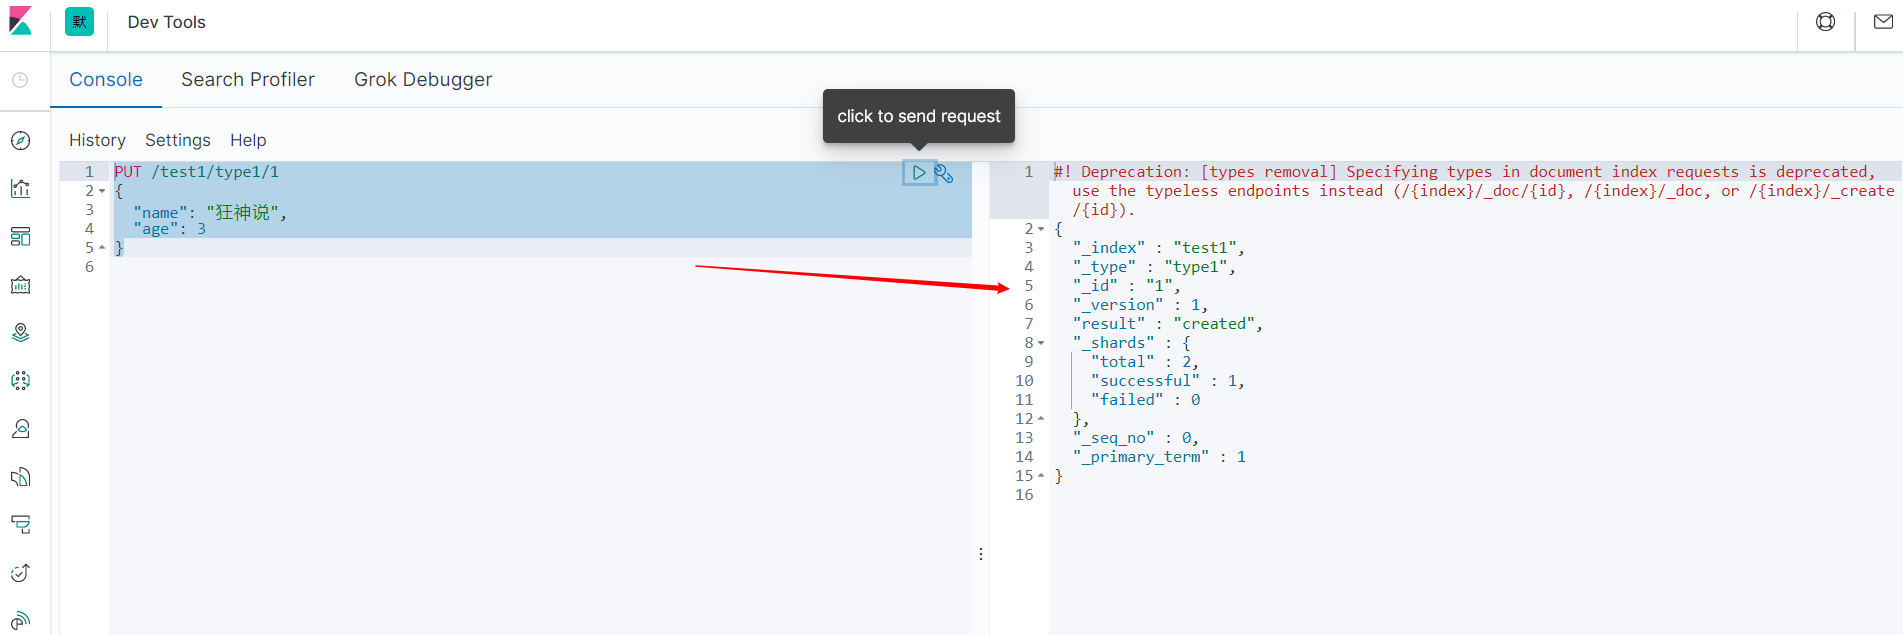 默
Dev Tools
Console
Search Profiler
Grok Debugger
click to send request
History
Settings
Help
1 PUT /test1/type1/1
2 {
3 "name": "狂神说",
4 "age": 3
5 }
6
1 #! Deprecation: [types removal] Specifying types in document index requests is deprecated,
use the typeless endpoints instead (/{index}/_doc/{id}, /{index}/_doc, or /{index}/_create
/{id}).
2 {
3 "_index" : "test1",
4 "_type" : "type1",
5 "_id" : "1",
6 "_version" : 1,
7 "result" : "created",
8 "_shards" : {
9 "total" : 2,
10 "successful" : 1,
11 "failed" : 0
12 },
13 "_seq_no" : 0,
14 "_primary_term" : 1
15 }
16